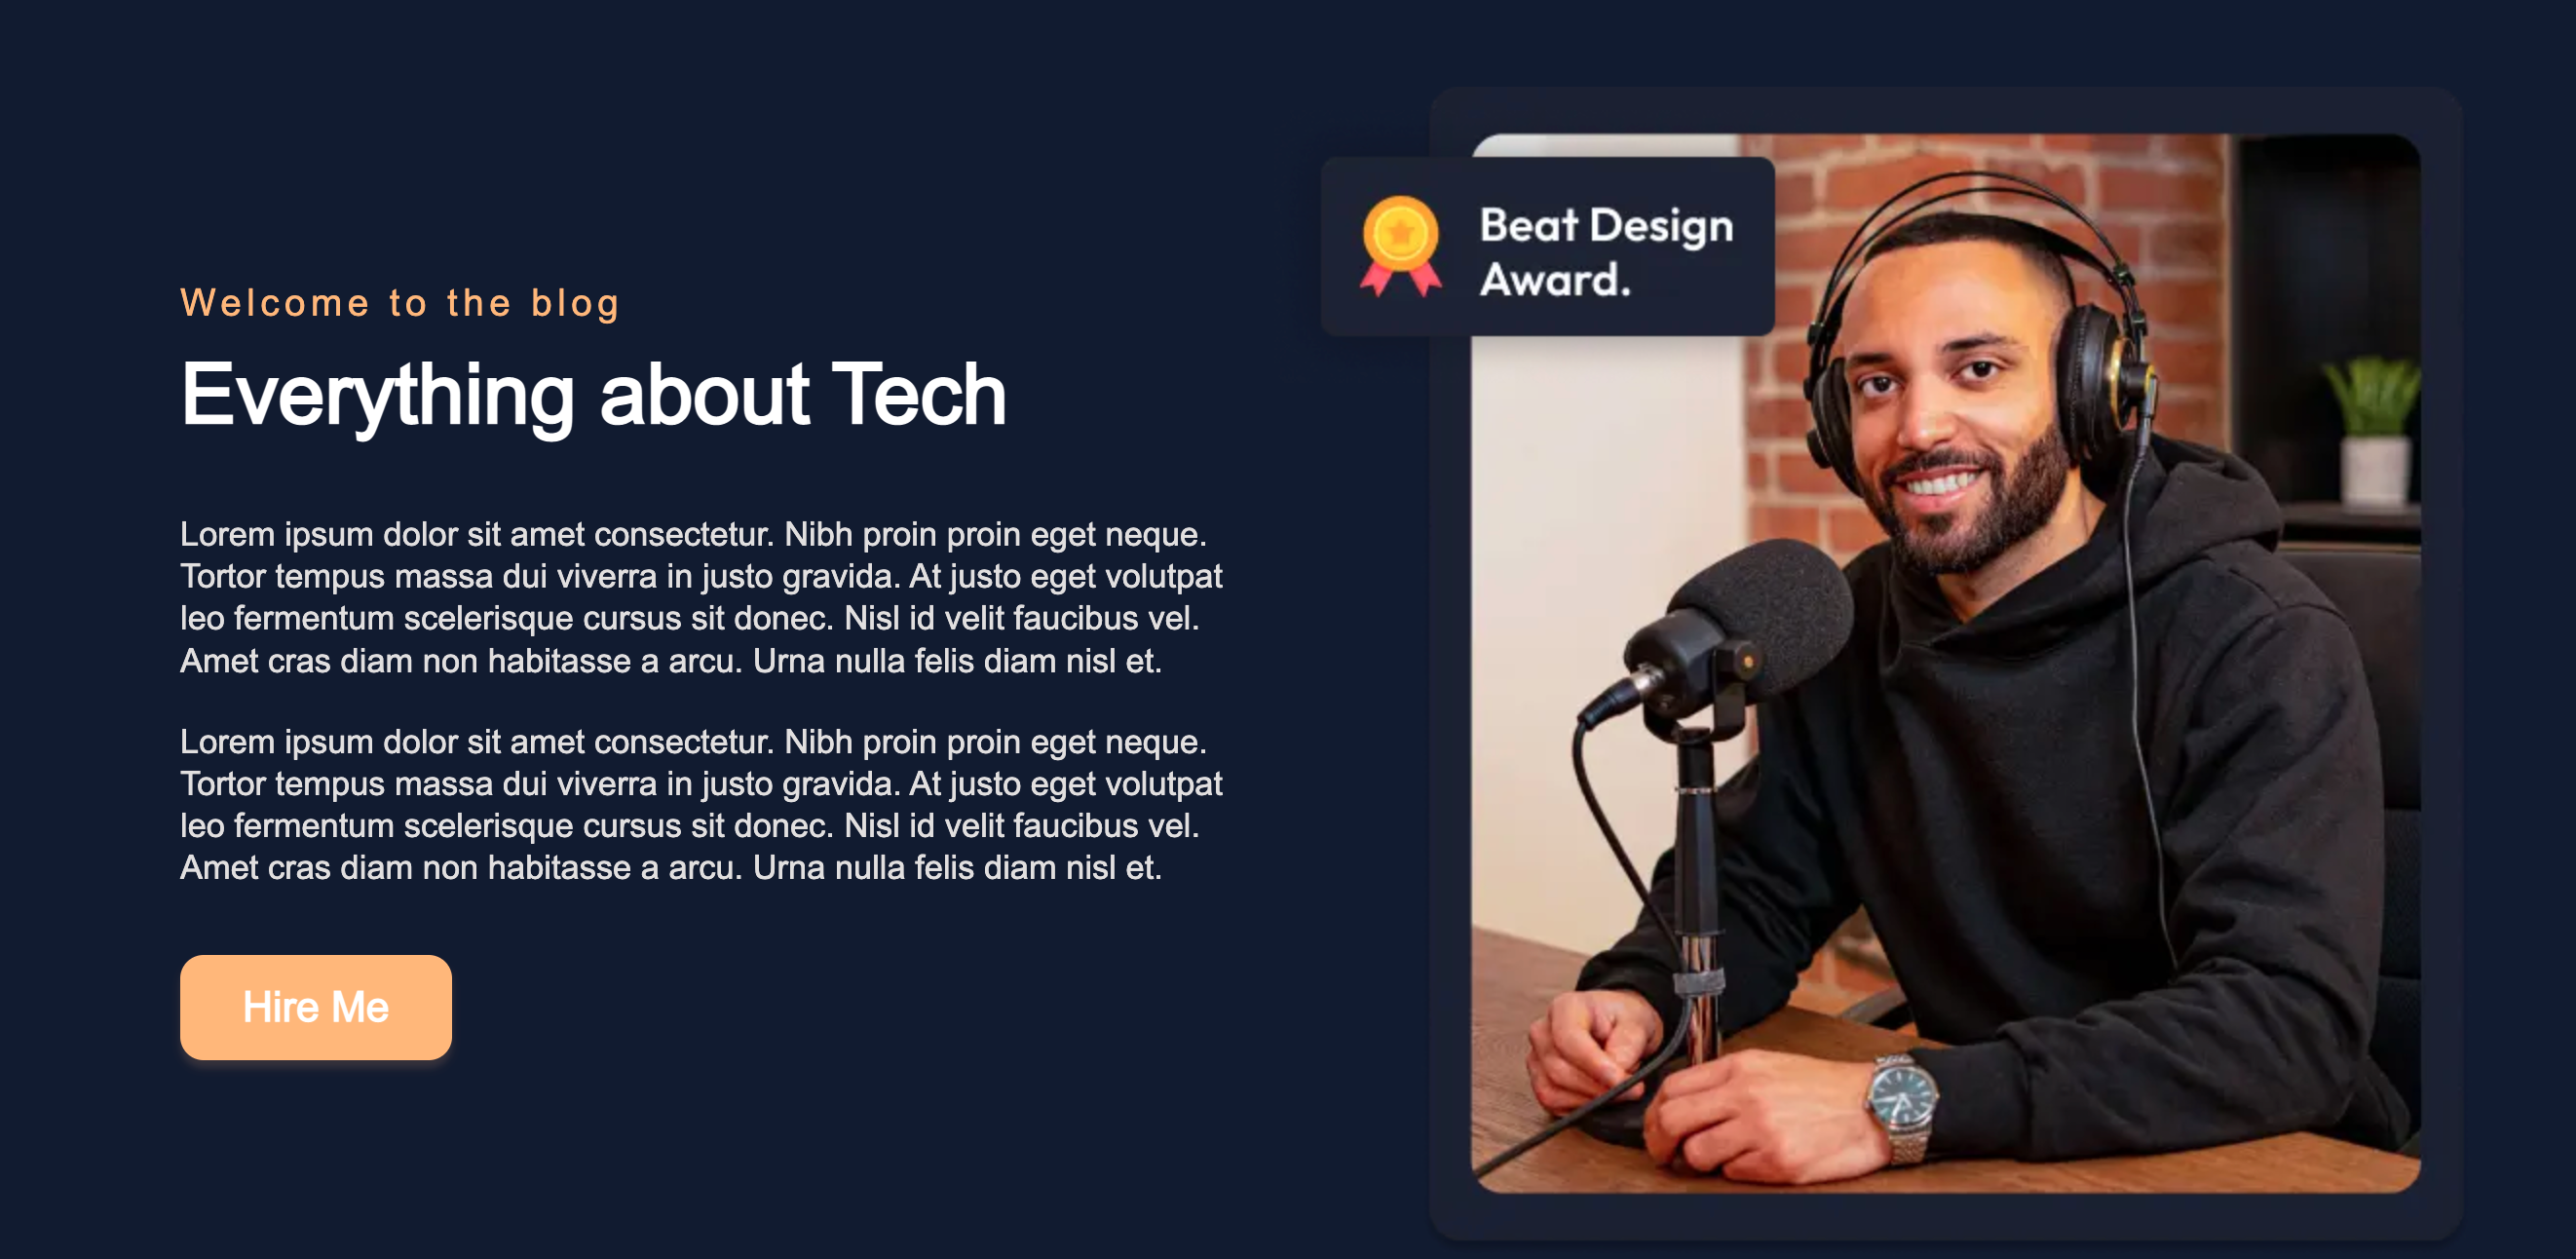 Welcome to the blog
Everything about Tech
Lorem ipsum dolor sit amet consectetur. Nibh proin proin eget neque.
Tortor tempus massa dui viverra in justo gravida. At justo eget volutpat
leo fermentum scelerisque cursus sit donec. Nisl id velit faucibus vel.
Amet cras diam non habitasse a arcu. Urna nulla felis diam nisl et.
Lorem ipsum dolor sit amet consectetur. Nibh proin proin eget neque.
Tortor tempus massa dui viverra in justo gravida. At justo eget volutpat
leo fermentum scelerisque cursus sit donec. Nisl id velit faucibus vel.
Amet cras diam non habitasse a arcu. Urna nulla felis diam nisl et.
Hire Me
Beat Design
Award.